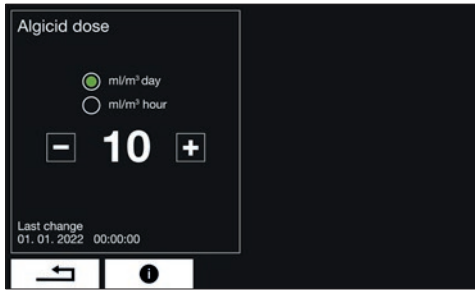 Algicid dose
ml/m³ day
ml/m³ hour
− 10 +
Last change
01. 01. 2022 00:00:00
i